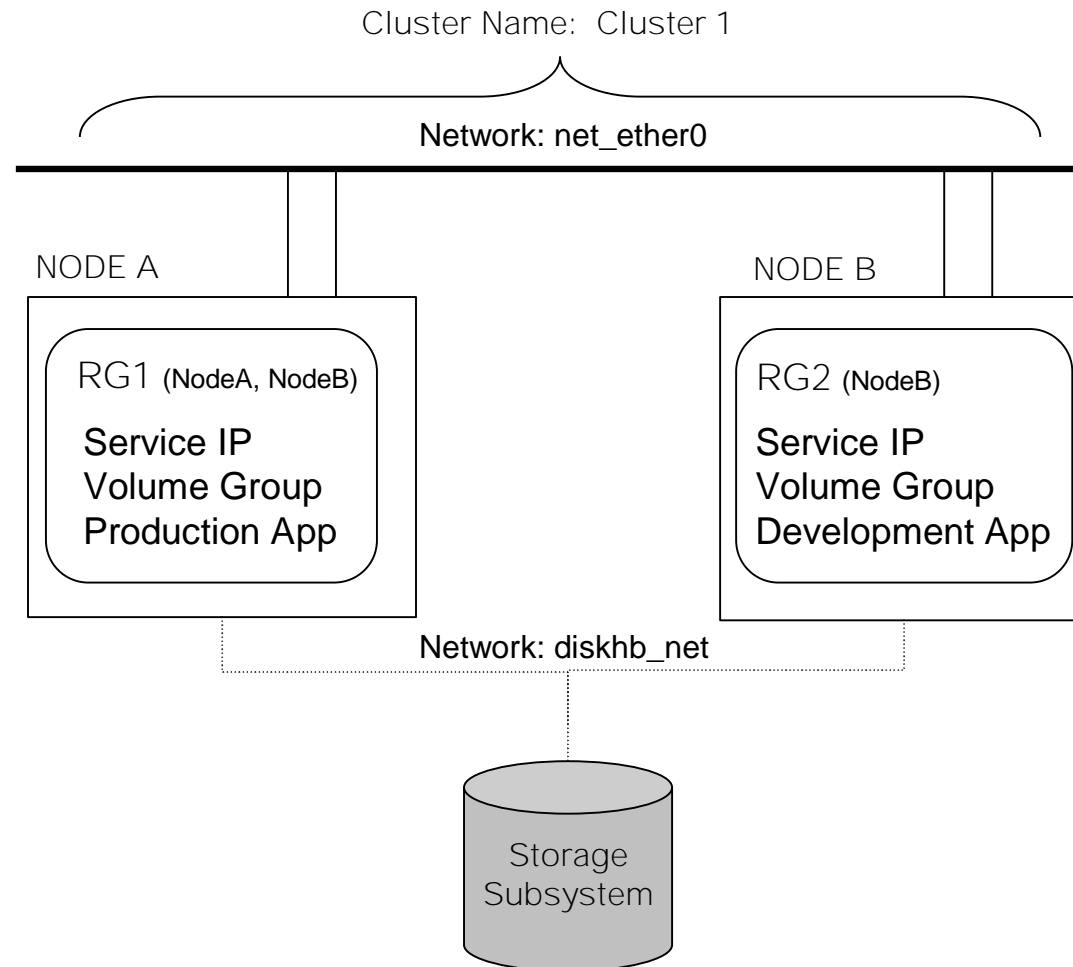 Cluster Name: Cluster 1
Network: net_ether0
NODE A
NODE B
RG1 (NodeA, NodeB)
Service IP
Volume Group
Production App
RG2 (NodeB)
Service IP
Volume Group
Development App
Network: diskhb_net
Storage
Subsystem